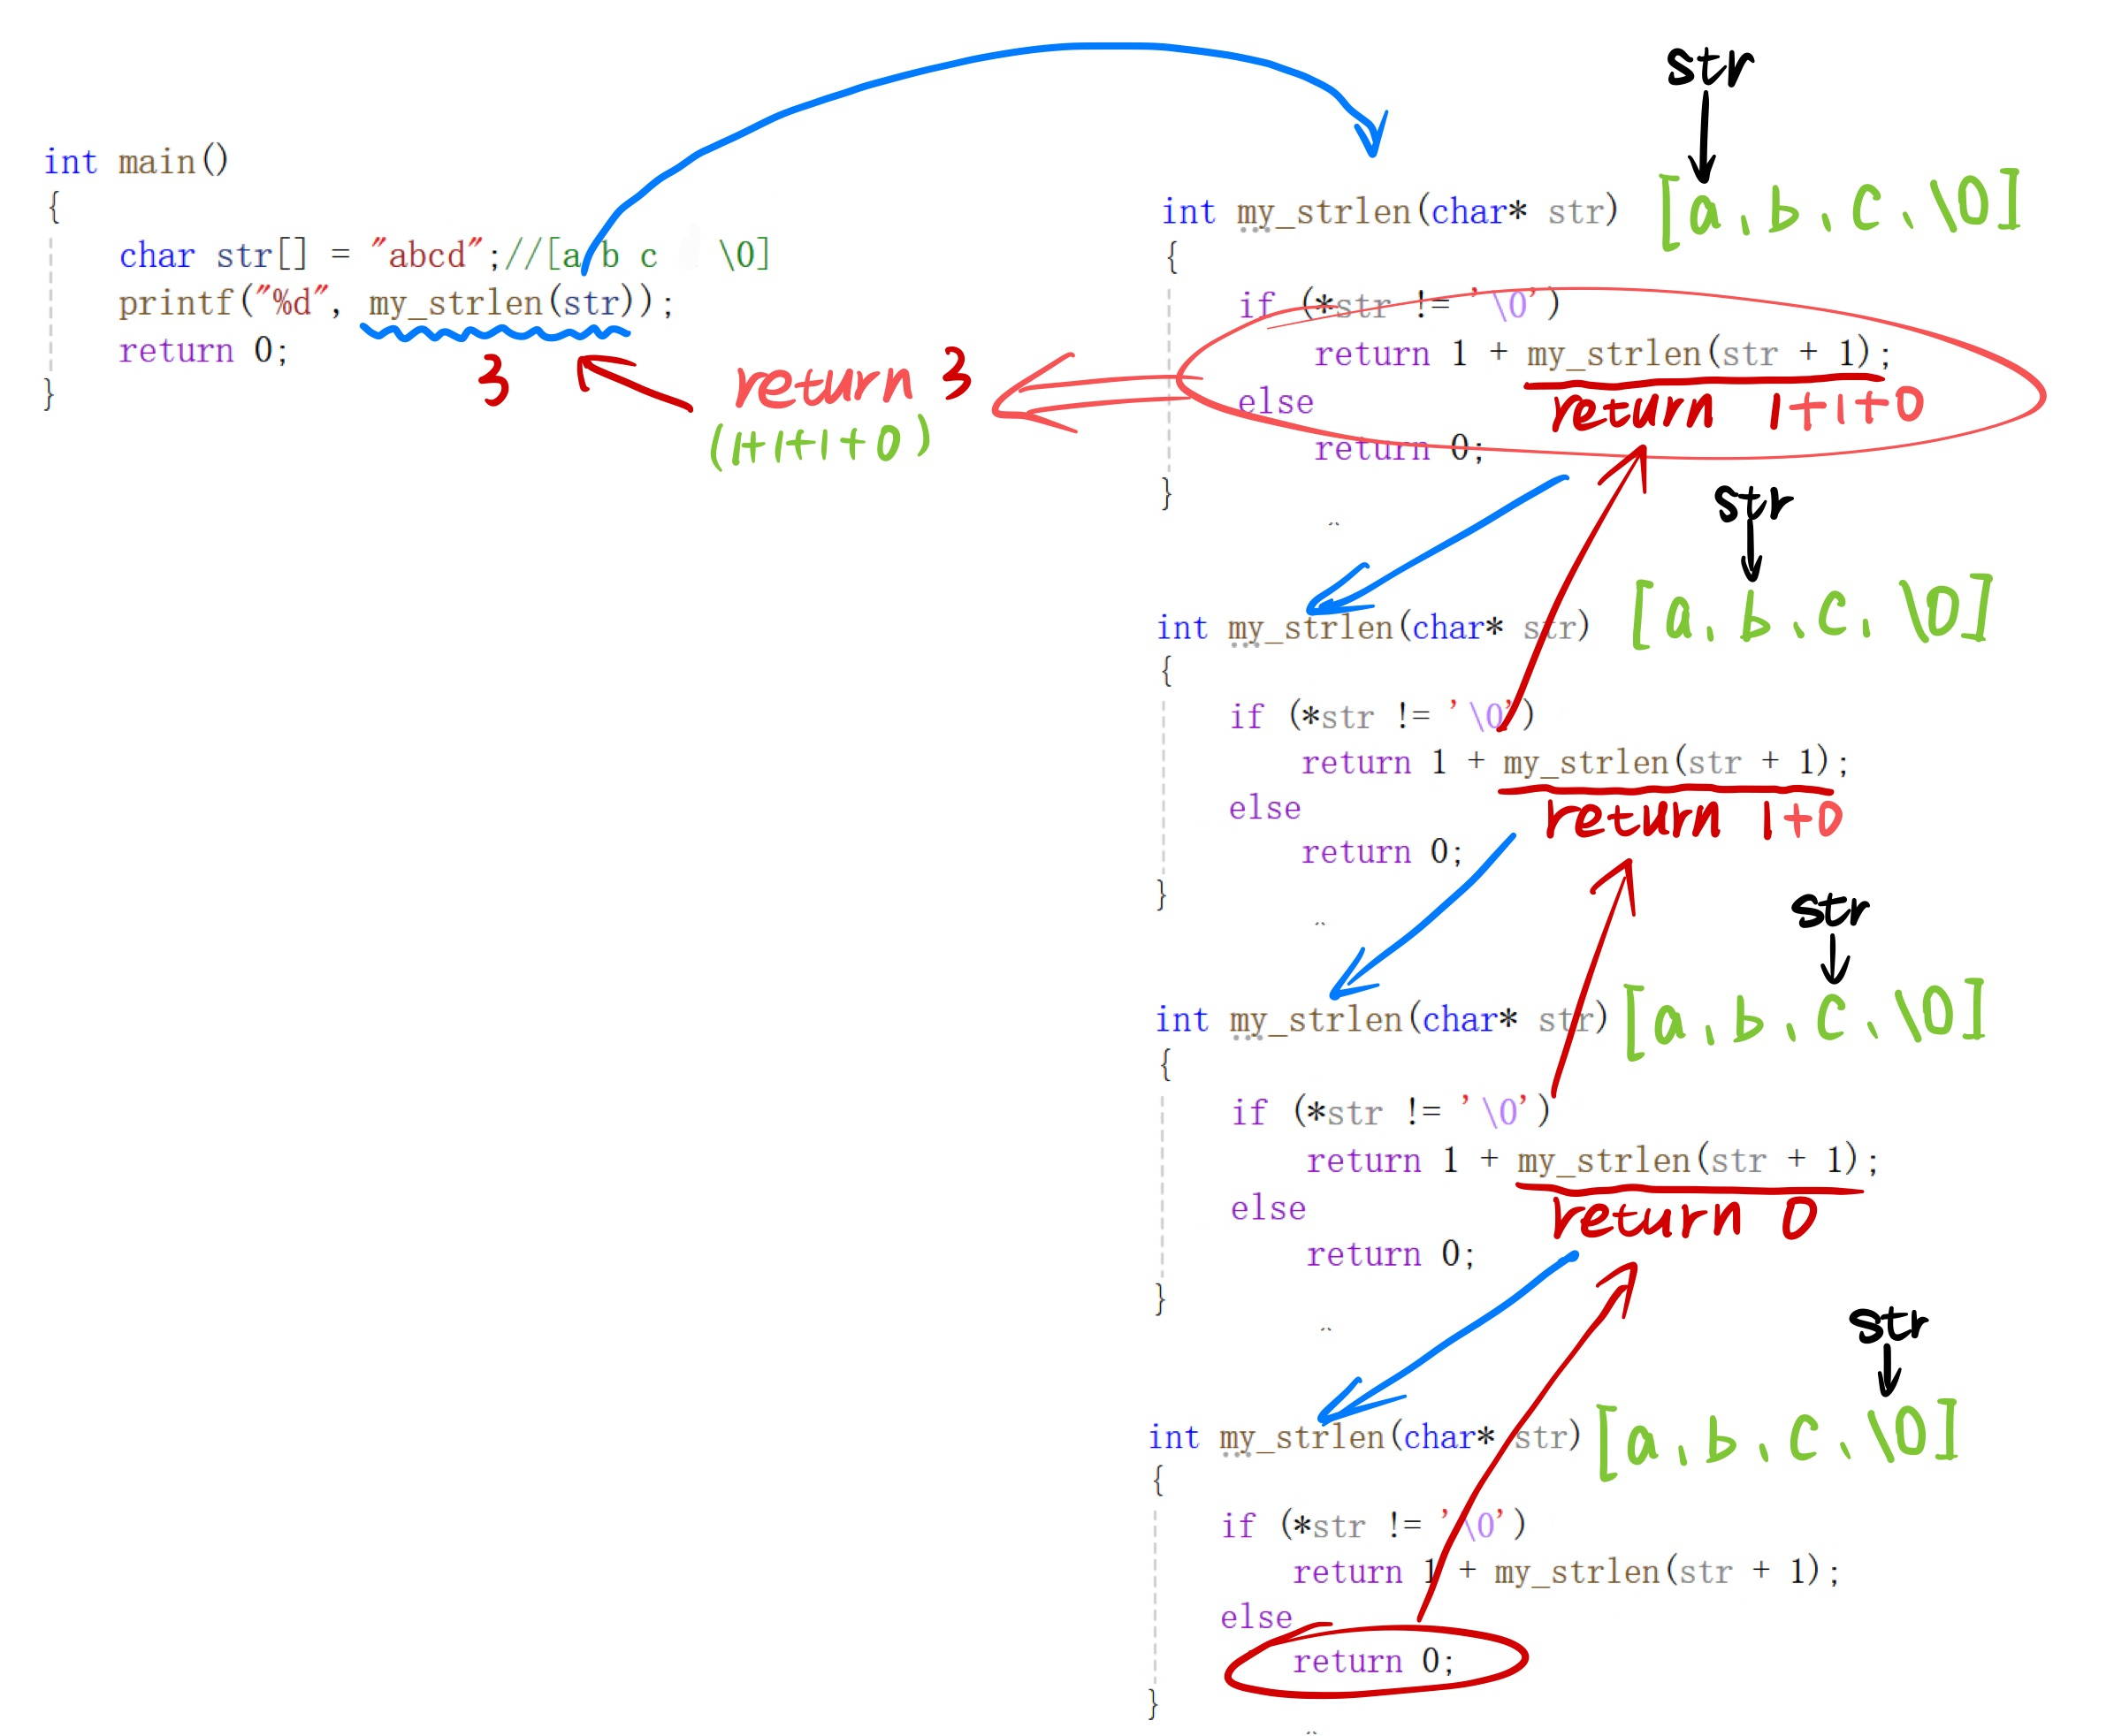 int main()
{
char str[] = "abcd";//[a b c \0]
printf("%d", my_strlen(str));
return 0;
}
3
return 3
(1+1+1+0)
str
int my_strlen(char* str) [a、b、c、\0]
{
if (*str != '\0')
return 1 + my_strlen(str + 1);
else
return 1+1+0
return 0;
}
str
int my_strlen(char* str) [a、b、c、\0]
{
if (*str != '\0')
return 1 + my_strlen(str + 1);
else
return 1+0
return 0;
}
str
int my_strlen(char* str) [a、b、c、\0]
{
if (*str != '\0')
return 1 + my_strlen(str + 1);
else
return 0
return 0;
}
str
int my_strlen(char* str) [a、b、c、\0]
{
if (*str != '\0')
return 1 + my_strlen(str + 1);
else
return 0;
}